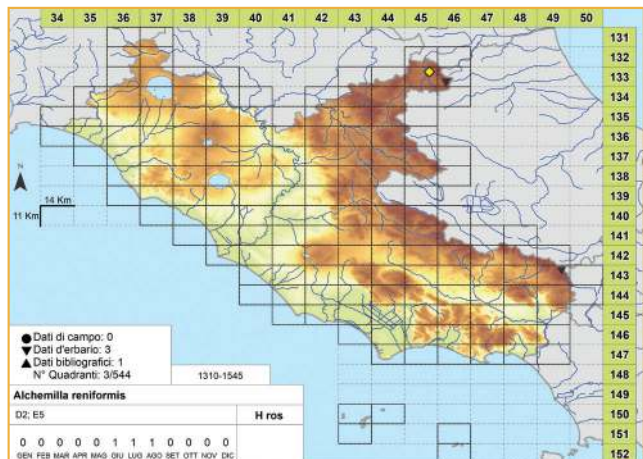 34 35 36 37 38 39 40 41 42 43 44 45 46 47 48 49 50
131
132
133
134
135
136
137
138
139
140
141
142
143
144
145
146
147
148
149
150
151
152
N
14 Km
11 Km
Dati di campo: 0
Dati d'erbario: 3
Dati bibliografici: 1
N° Quadranti: 3/544
1310-1545
Alchemilla reniformis
D2; E5
H ros
0 0 0 0 0 1 1 1 0 0 0 0
GEN FEB MAR APR MAG GIU LUG AGO SET OTT NOV DIC